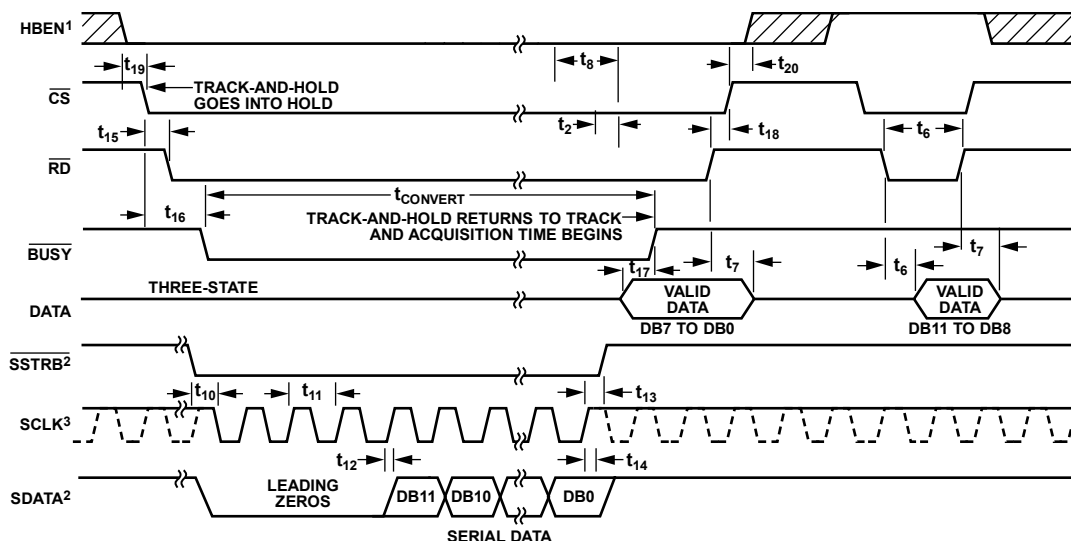 HBEN¹
t19
t8
t20
TRACK-AND-HOLD
GOES INTO HOLD
CS
t15
t2
t18
t6
RD
tCONVERT
t16
TRACK-AND-HOLD RETURNS TO TRACK
AND ACQUISITION TIME BEGINS
BUSY
t17
t7
t6
t7
THREE-STATE
DATA
VALID
DATA
VALID
DATA
DB7 TO DB0
DB11 TO DB8
SSTRB²
t10
t11
t13
SCLK³
t12
t14
SDATA²
LEADING
ZEROS
DB11
DB10
DB0
SERIAL DATA